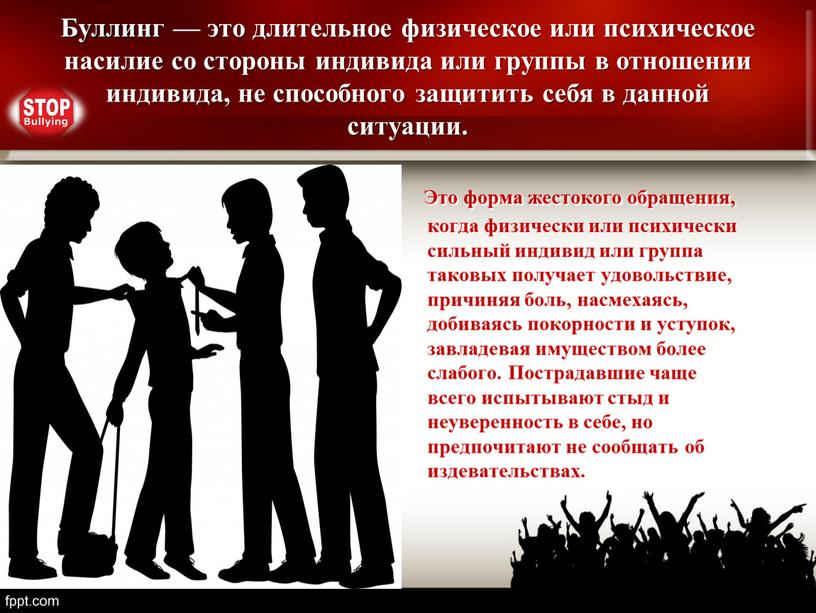 Буллинг — это длительное физическое или психическое
насилие со стороны индивида или группы в отношении
индивида, не способного защитить себя в данной
ситуации.
STOP
Bullying
Это форма жестокого обращения,
когда физически или психически
сильный индивид или группа
таковых получает удовольствие,
причиняя боль, насмехаясь,
добиваясь покорности и уступок,
завладевая имуществом более
слабого. Пострадавшие чаще
всего испытывают стыд и
неуверенность в себе, но
предпочитают не сообщать об
издевательствах.
fppt.com